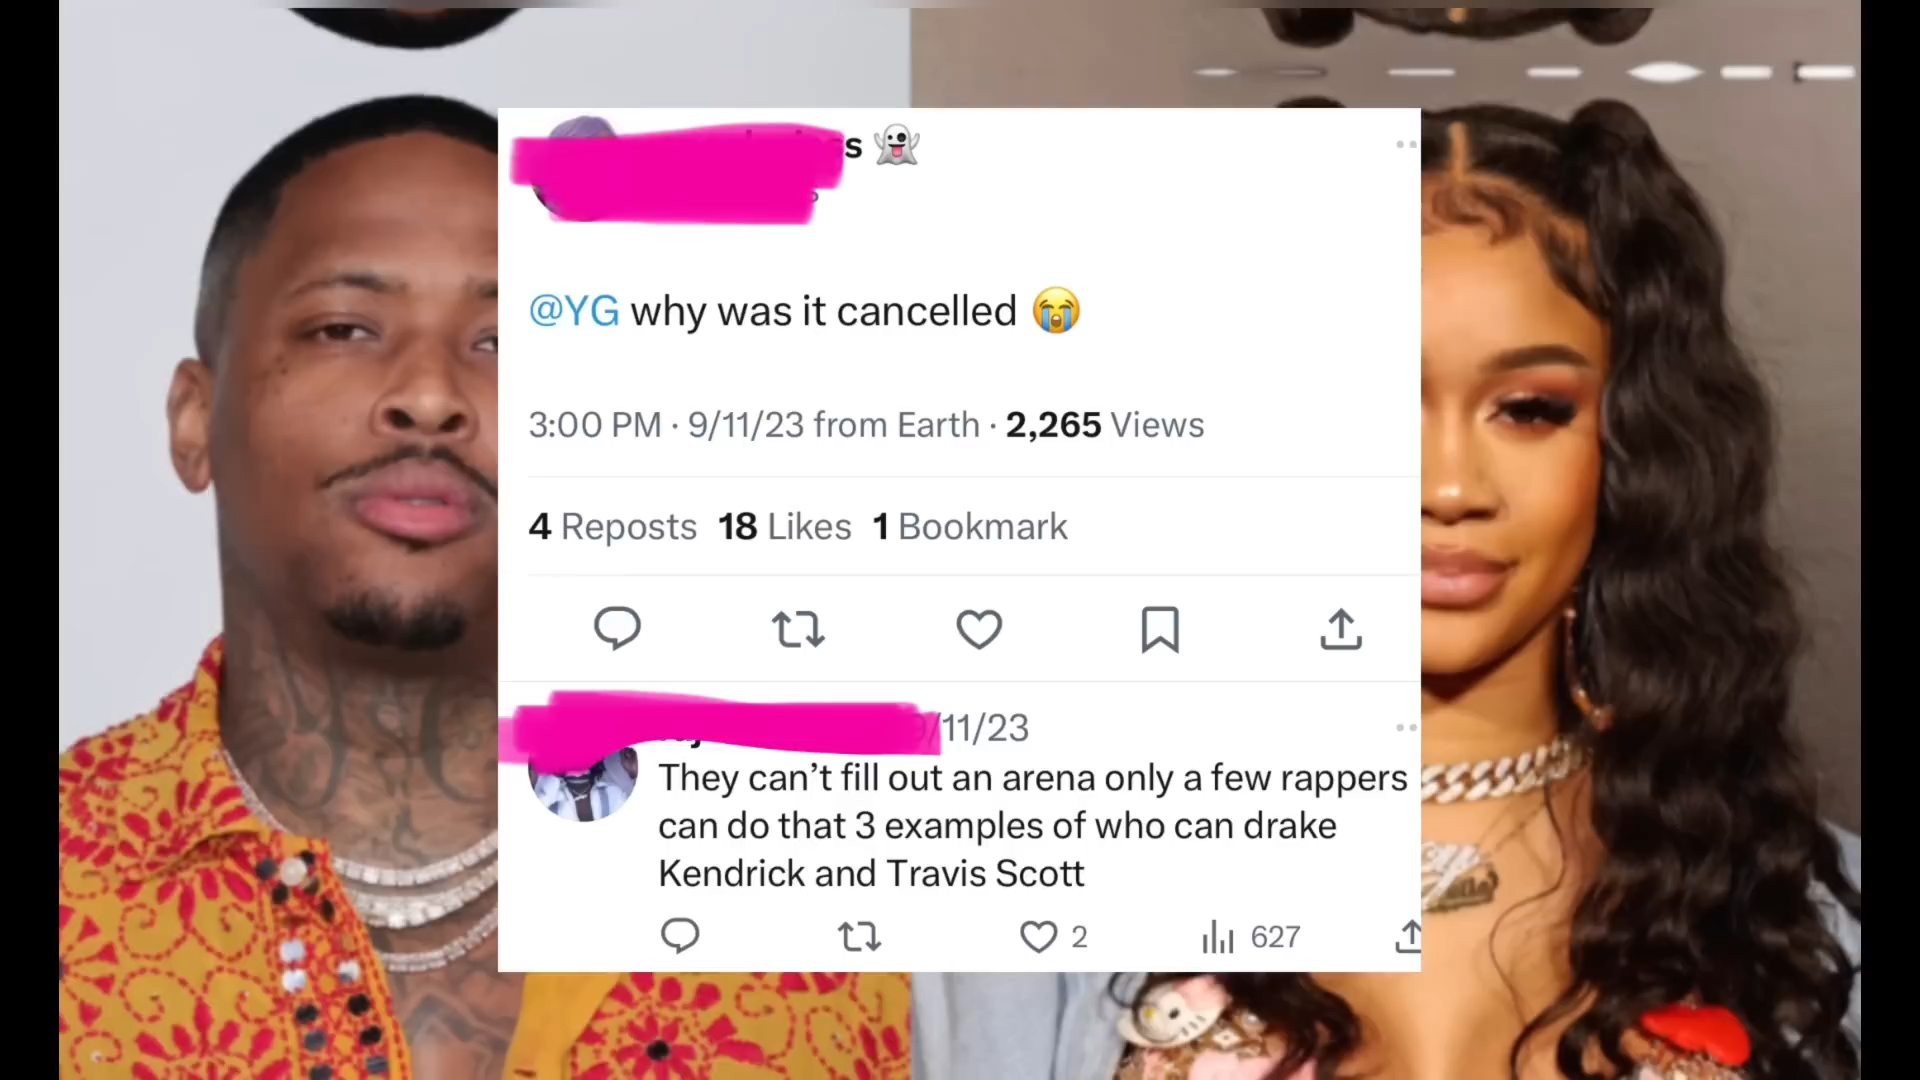 s 👻
@YG why was it cancelled 😭
3:00 PM · 9/11/23 from Earth · 2,265 Views
4 Reposts 18 Likes 1 Bookmark
/11/23
They can’t fill out an arena only a few rappers
can do that 3 examples of who can drake
Kendrick and Travis Scott
2 627